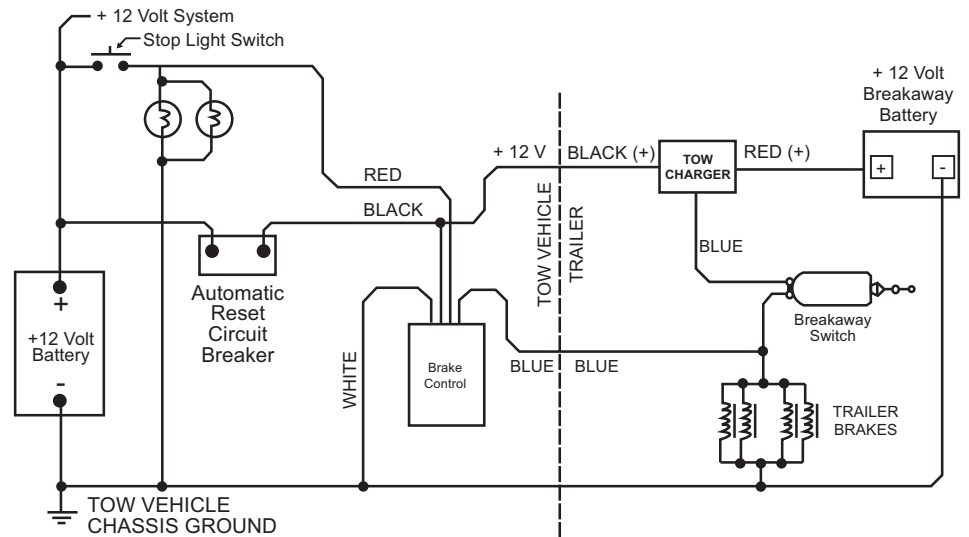 + 12 Volt System
Stop Light Switch
+ 12 Volt
Breakaway
Battery
+ 12 V
BLACK (+)
TOW
CHARGER
RED (+)
+
-
RED
BLACK
TOW VEHICLE
TRAILER
BLUE
Automatic
Reset
Circuit
Breaker
+
+12 Volt
Battery
-
WHITE
Brake
Control
BLUE
BLUE
Breakaway
Switch
TRAILER
BRAKES
TOW VEHICLE
CHASSIS GROUND